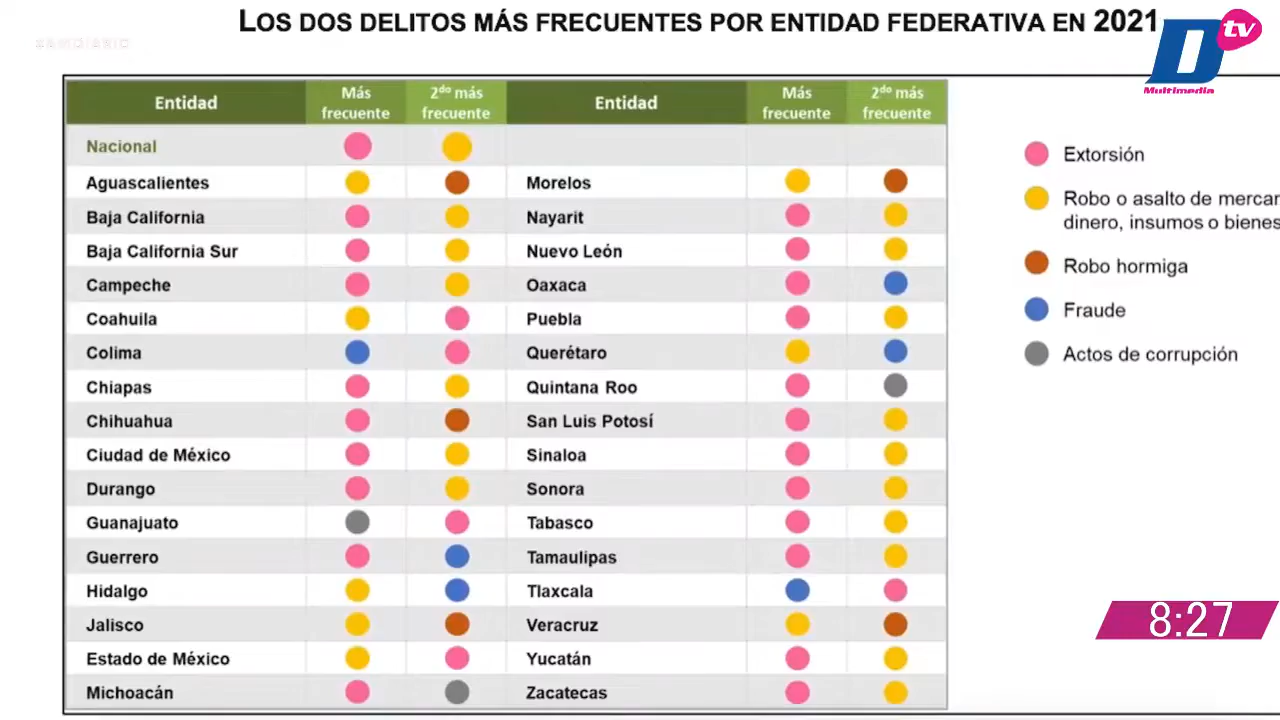 LOS DOS DELITOS MÁS FRECUENTES POR ENTIDAD FEDERATIVA EN 2021
D tv
Multimedia
Entidad Más frecuente 2do más frecuente Entidad Más frecuente 2do más frecuente
Nacional
Aguascalientes Morelos
Baja California Nayarit
Baja California Sur Nuevo León
Campeche Oaxaca
Coahuila Puebla
Colima Querétaro
Chiapas Quintana Roo
Chihuahua San Luis Potosí
Ciudad de México Sinaloa
Durango Sonora
Guanajuato Tabasco
Guerrero Tamaulipas
Hidalgo Tlaxcala
Jalisco Veracruz
Estado de México Yucatán
Michoacán Zacatecas
Extorsión
Robo o asalto de mercan
dinero, insumos o bienes
Robo hormiga
Fraude
Actos de corrupción
8:27